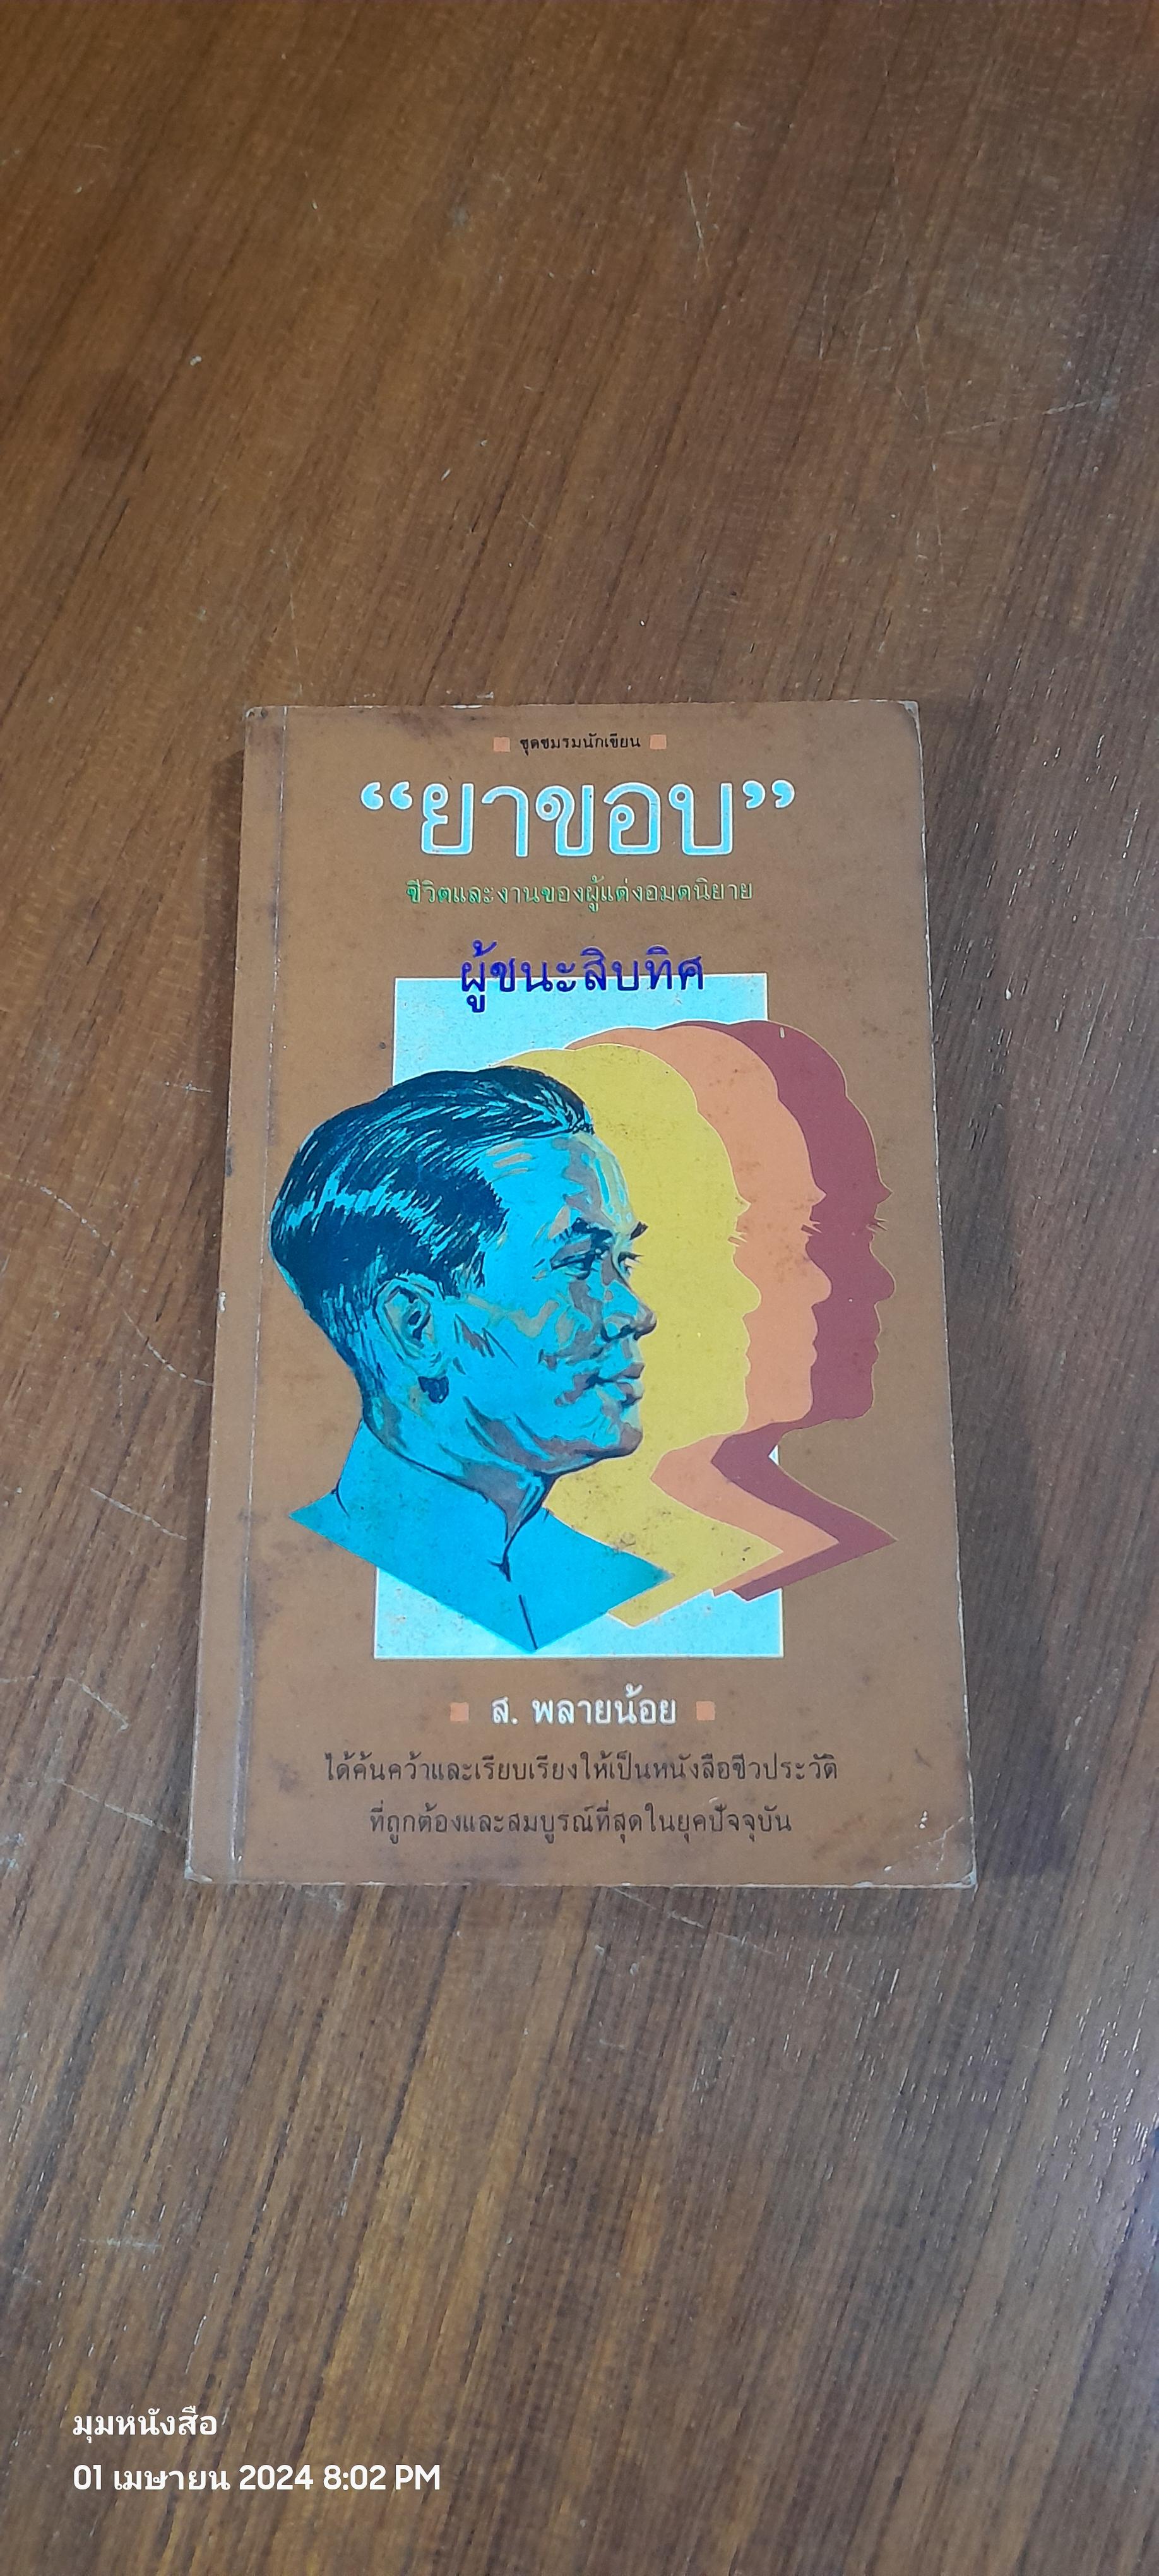 ชุดชมรมนักเขียน
“ยาขอบ”
ชีวิตและงานของผู้แต่งอมตนิยาย
ผู้ชนะสิบทิศ
ส. พลายน้อย
ได้ค้นคว้าและเรียบเรียงให้เป็นหนังสือชีวประวัติ
ที่ถูกต้องและสมบูรณ์ที่สุดในยุคปัจจุบัน
มุมหนังสือ
01 เมษายน 2024 8:02 PM